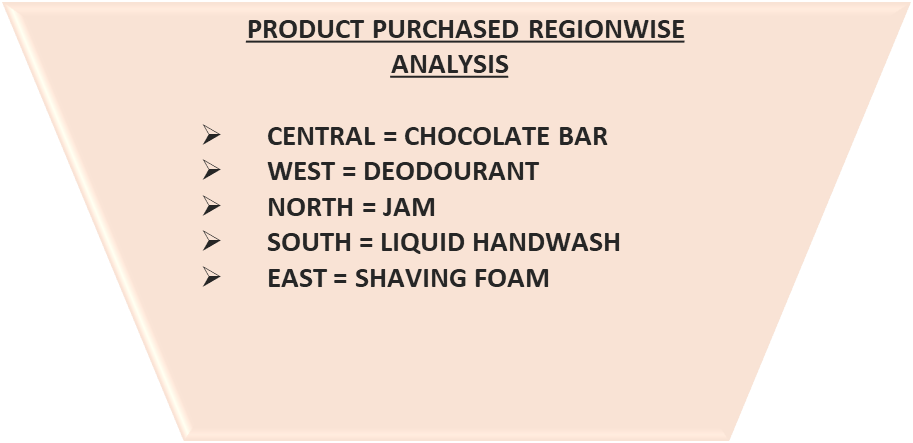 PRODUCT PURCHASED REGIONWISE
ANALYSIS
➢ CENTRAL = CHOCOLATE BAR
➢ WEST = DEODOURANT
➢ NORTH = JAM
➢ SOUTH = LIQUID HANDWASH
➢ EAST = SHAVING FOAM